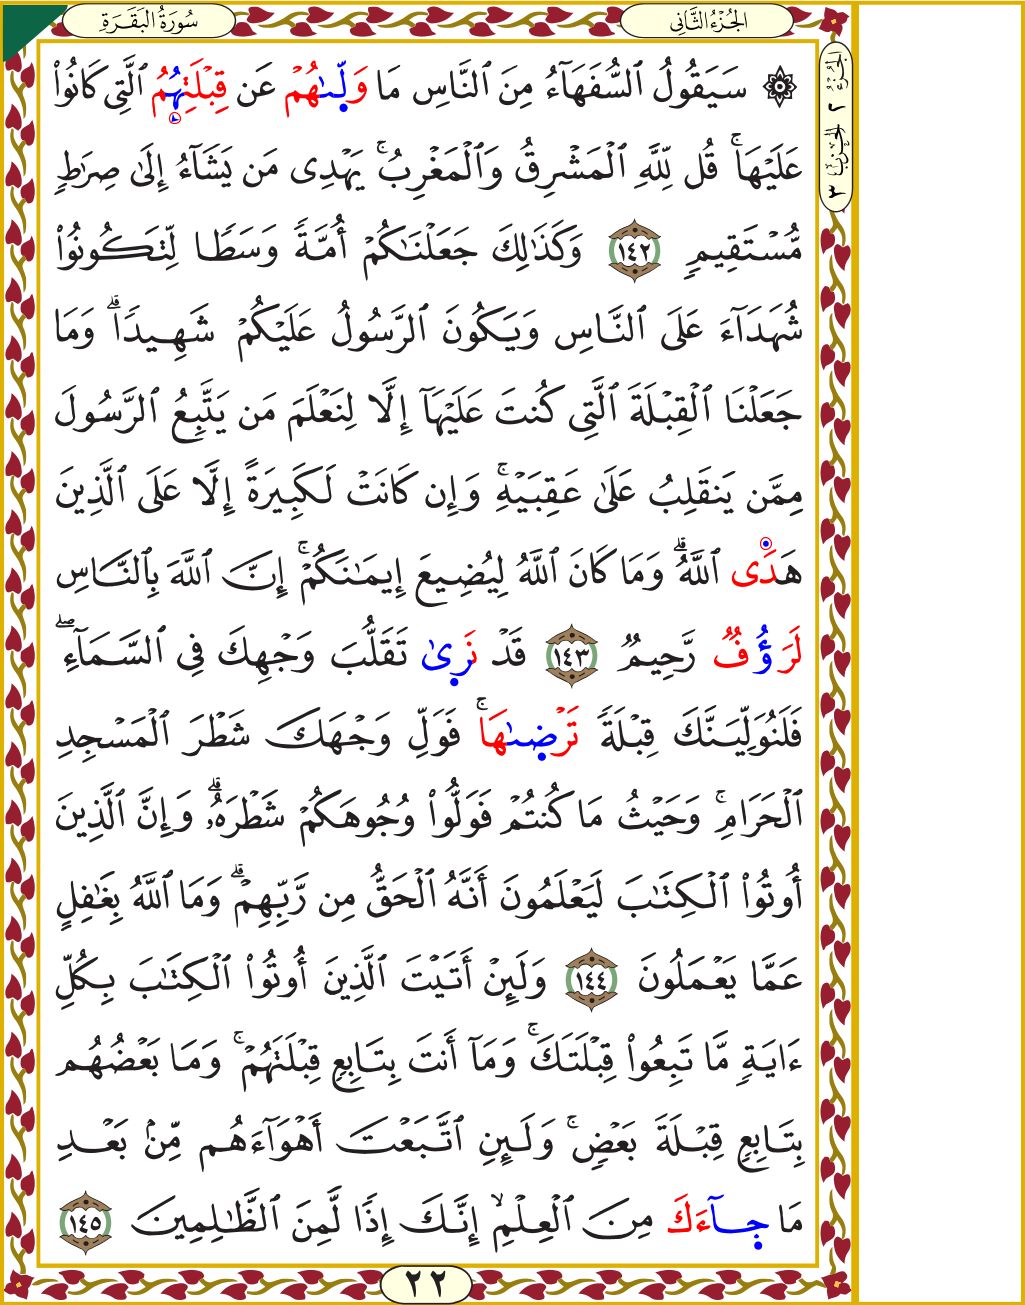 سُورَةُ البَقَرَةِ
الجُزْءُ الثَّانِى
الجُزْءُ ٢ الحِزْبُ ٣
۞ سَيَقُولُ ٱلسُّفَهَآءُ مِنَ ٱلنَّاسِ مَا وَلَّىٰهُمْ عَن قِبْلَتِهِمُ ٱلَّتِى كَانُوا۟
عَلَيْهَا ۚ قُل لِّلَّهِ ٱلْمَشْرِقُ وَٱلْمَغْرِبُ ۚ يَهْدِى مَن يَشَآءُ إِلَىٰ صِرَٰطٍ
مُّسْتَقِيمٍ ١٤٢ وَكَذَٰلِكَ جَعَلْنَـٰكُمْ أُمَّةً وَسَطًا لِّتَكُونُوا۟
شُهَدَآءَ عَلَى ٱلنَّاسِ وَيَكُونَ ٱلرَّسُولُ عَلَيْكُمْ شَهِيدًا ۗ وَمَا
جَعَلْنَا ٱلْقِبْلَةَ ٱلَّتِى كُنتَ عَلَيْهَآ إِلَّا لِنَعْلَمَ مَن يَتَّبِعُ ٱلرَّسُولَ
مِمَّن يَنقَلِبُ عَلَىٰ عَقِبَيْهِ ۚ وَإِن كَانَتْ لَكَبِيرَةً إِلَّا عَلَى ٱلَّذِينَ
هَدَى ٱللَّهُ ۗ وَمَا كَانَ ٱللَّهُ لِيُضِيعَ إِيمَـٰنَكُمْ ۚ إِنَّ ٱللَّهَ بِٱلنَّاسِ
لَرَؤُفٌ رَّحِيمٌ ١٤٣ قَدْ نَرِىٰ تَقَلُّبَ وَجْهِكَ فِى ٱلسَّمَآءِ ۖ
فَلَنُوَلِّيَنَّكَ قِبْلَةً تَرْضَىٰهَا ۚ فَوَلِّ وَجْهَكَ شَطْرَ ٱلْمَسْجِدِ
ٱلْحَرَامِ ۚ وَحَيْثُ مَا كُنتُمْ فَوَلُّوا۟ وُجُوهَكُمْ شَطْرَهُۥ ۗ وَإِنَّ ٱلَّذِينَ
أُوتُوا۟ ٱلْكِتَـٰبَ لَيَعْلَمُونَ أَنَّهُ ٱلْحَقُّ مِن رَّبِّهِمْ ۗ وَمَا ٱللَّهُ بِغَـٰفِلٍ
عَمَّا يَعْمَلُونَ ١٤٤ وَلَئِنْ أَتَيْتَ ٱلَّذِينَ أُوتُوا۟ ٱلْكِتَـٰبَ بِكُلِّ
ءَايَةٍ مَّا تَبِعُوا۟ قِبْلَتَكَ ۚ وَمَآ أَنتَ بِتَابِعٍ قِبْلَتَهُمْ ۚ وَمَا بَعْضُهُم
بِتَابِعٍ قِبْلَةَ بَعْضٍ ۚ وَلَئِنِ ٱتَّبَعْتَ أَهْوَآءَهُم مِّنۢ بَعْدِ
مَا جَآءَكَ مِنَ ٱلْعِلْمِ ۙ إِنَّكَ إِذًا لَّمِنَ ٱلظَّـٰلِمِينَ ١٤٥
٢٢